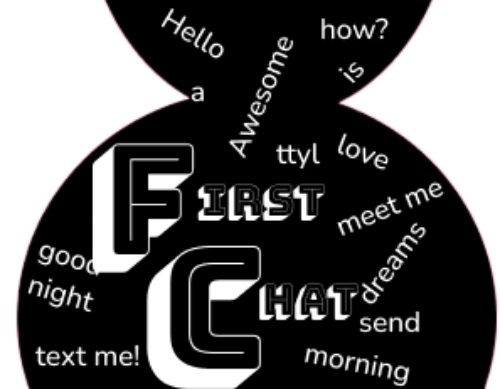 Hello
how?
Awesome
is
a
ttyl
love
FIRST
meet me
good
night
dreams
CHAT
send
text me!
morning